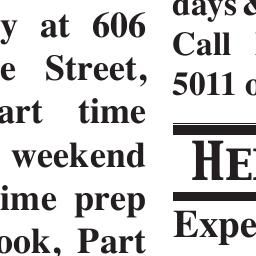 y at 606
e Street,
art time
weekend
ime prep
ook, Part
days &
Call
5011 o
HE
Expe